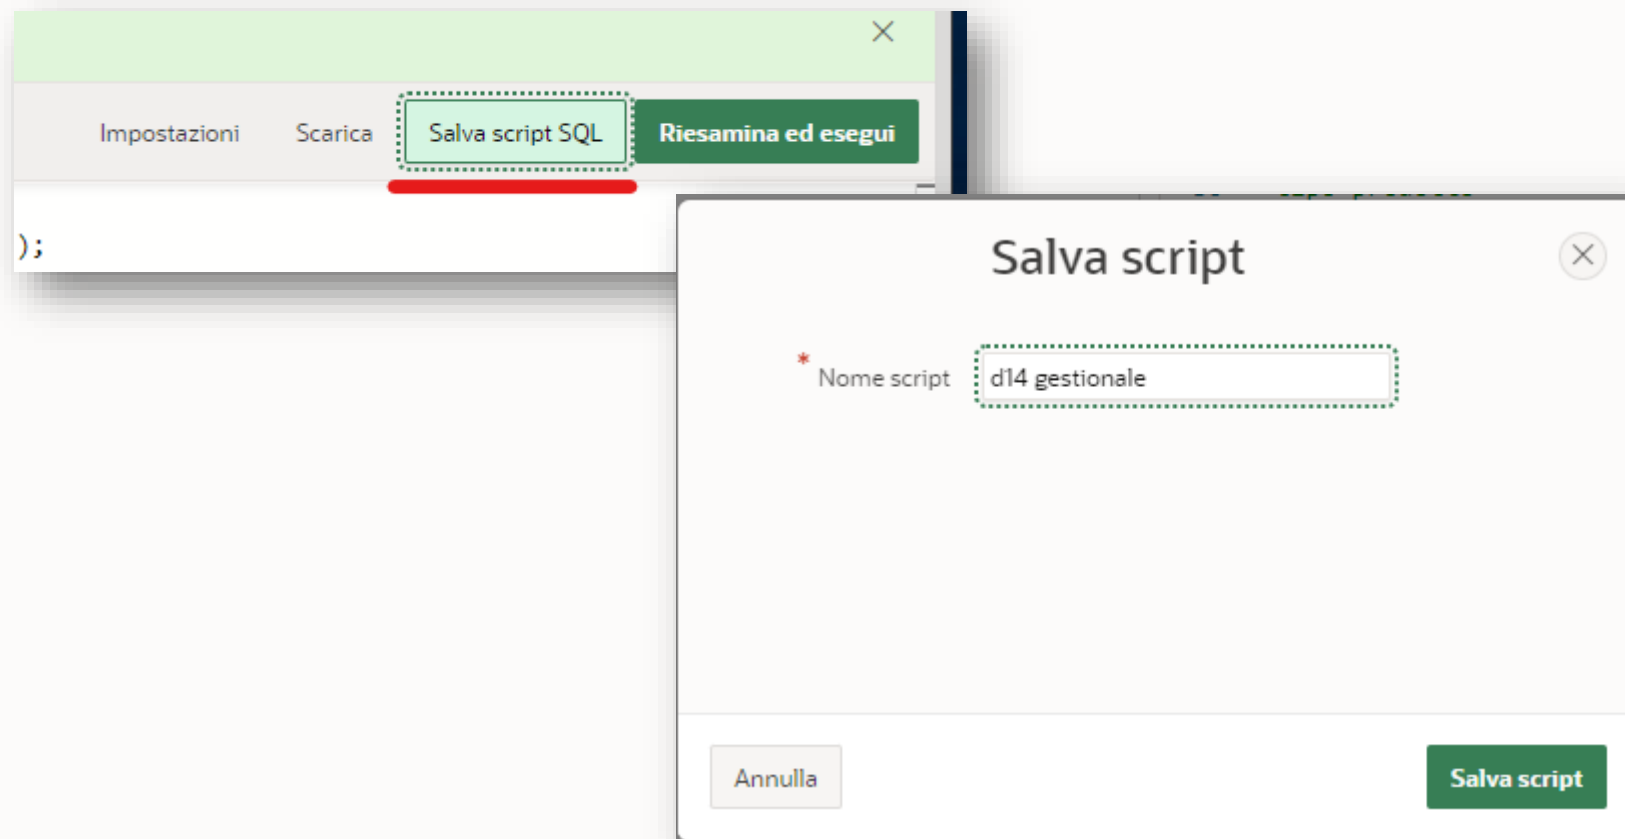 Impostazioni Scarica Salva script SQL Riesamina ed esegui
);
Salva script
* Nome script d14 gestionale
Annulla Salva script